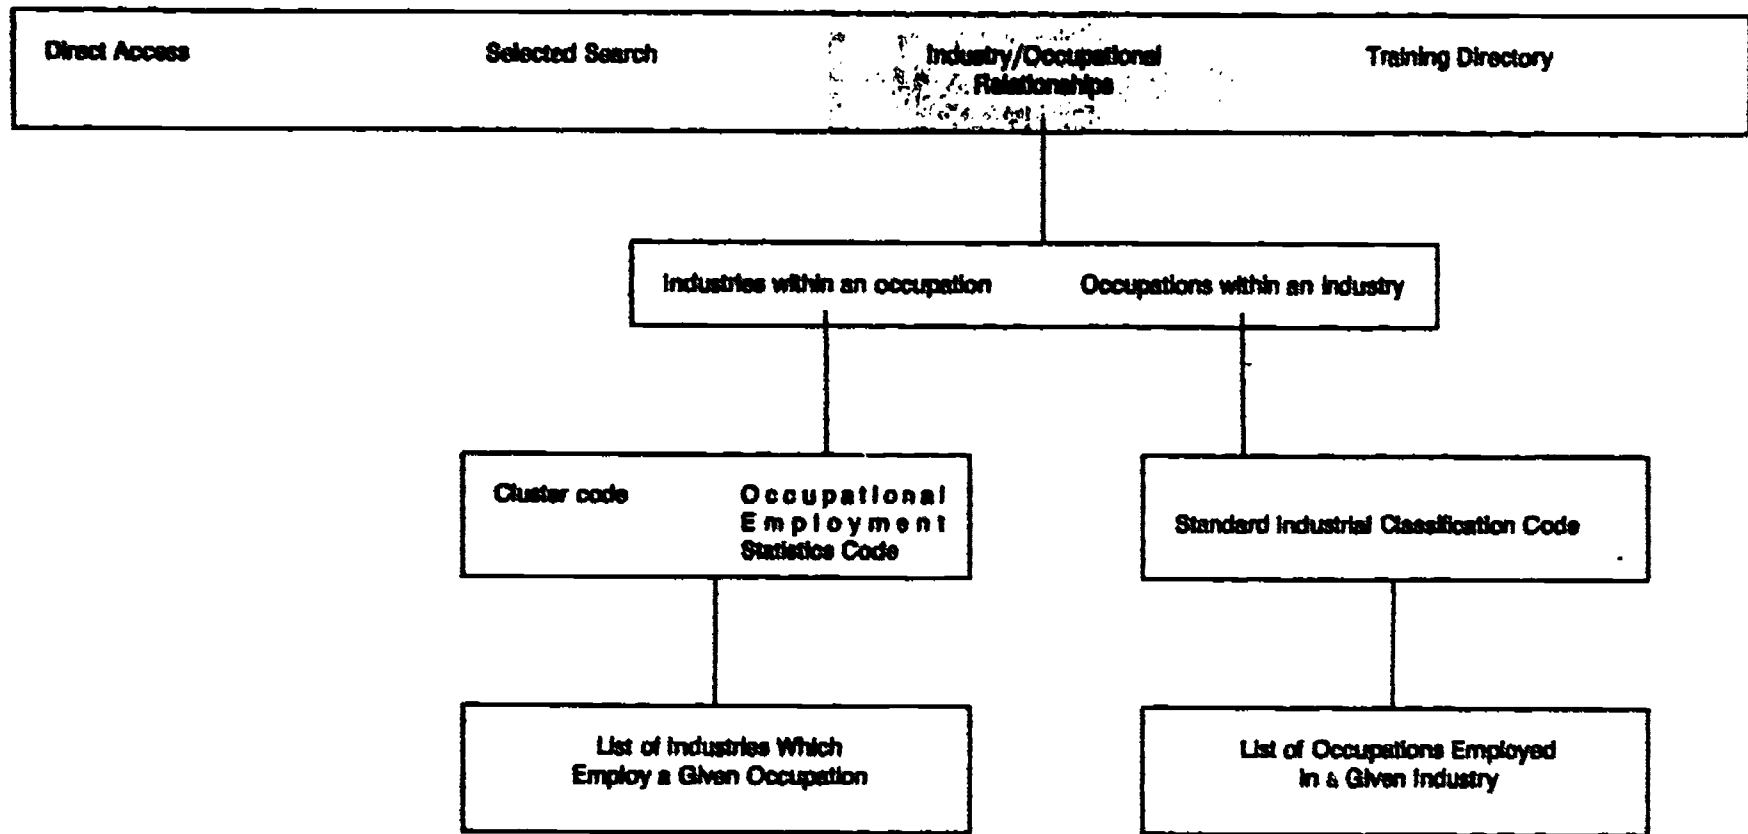 Direct Access
Selected Search
Industry/Occupational
Relationships
Training Directory
Industries within an occupation
Occupations within an industry
Cluster code
Occupational
Employment
Statistics Code
Standard Industrial Classification Code
List of Industries Which
Employ a Given Occupation
List of Occupations Employed
in a Given Industry